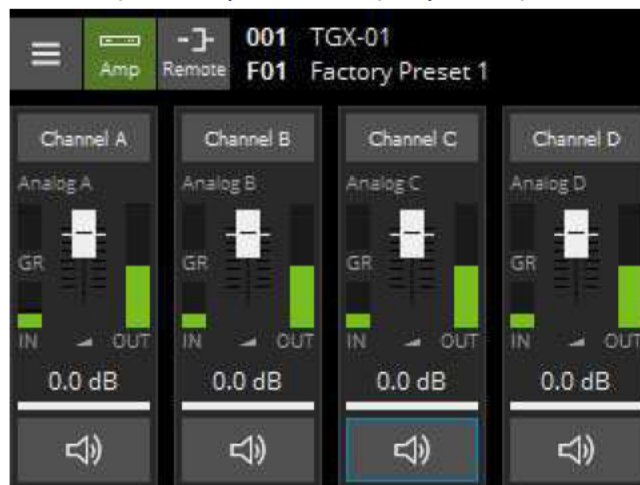 001 TGX-01
Amp Remote F01 Factory Preset 1
Channel A Channel B Channel C Channel D
Analog A Analog B Analog C Analog D
GR GR GR GR
IN OUT IN OUT IN OUT IN OUT
0.0 dB 0.0 dB 0.0 dB 0.0 dB